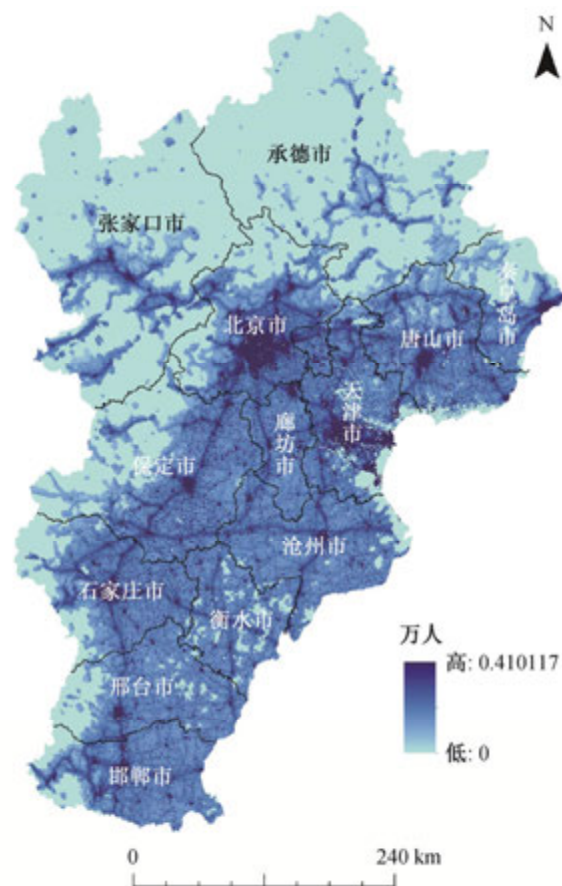 N
承德市
张家口市
秦皇岛市
北京市
唐山市
天津市
廊坊市
保定市
沧州市
石家庄市
衡水市
万人
高: 0.410117
邢台市
低: 0
邯郸市
0
240 km